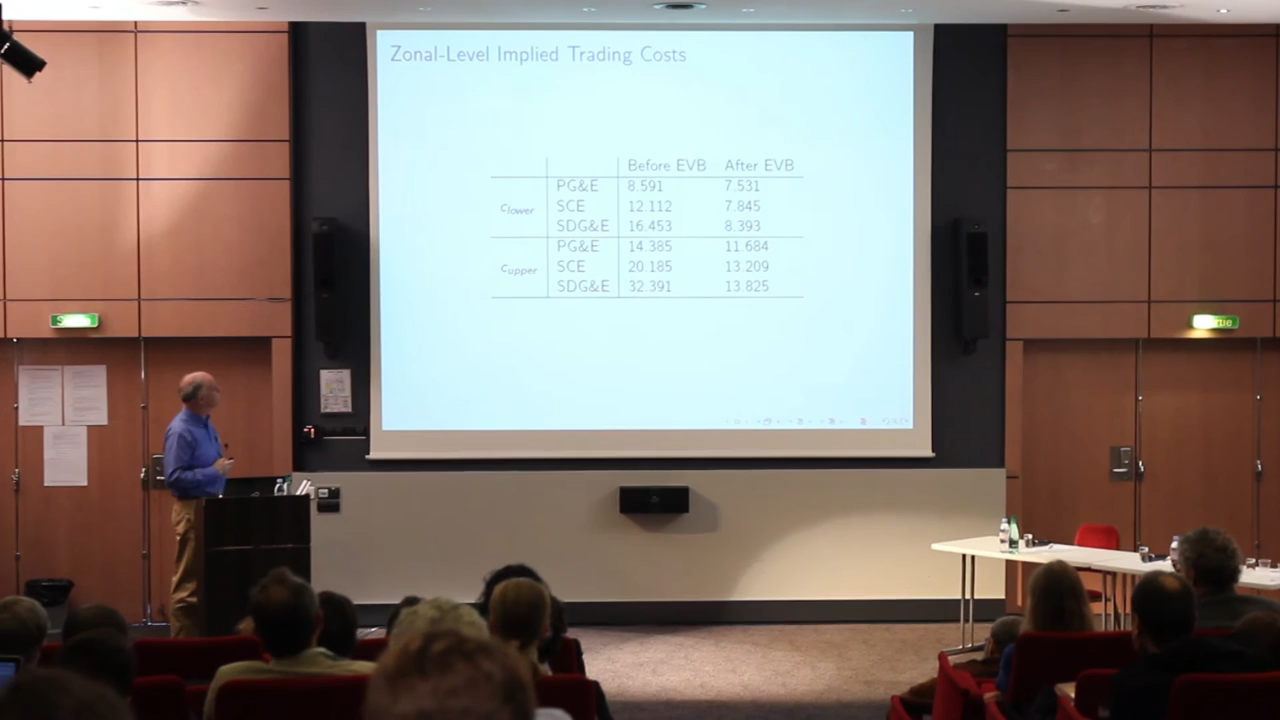 Zonal-Level Implied Trading Costs
Before EVB After EVB
PG&E 8.591 7.531
clower SCE 12.112 7.845
SDG&E 16.453 8.393
PG&E 14.385 11.684
cupper SCE 20.185 13.209
SDG&E 32.391 13.825